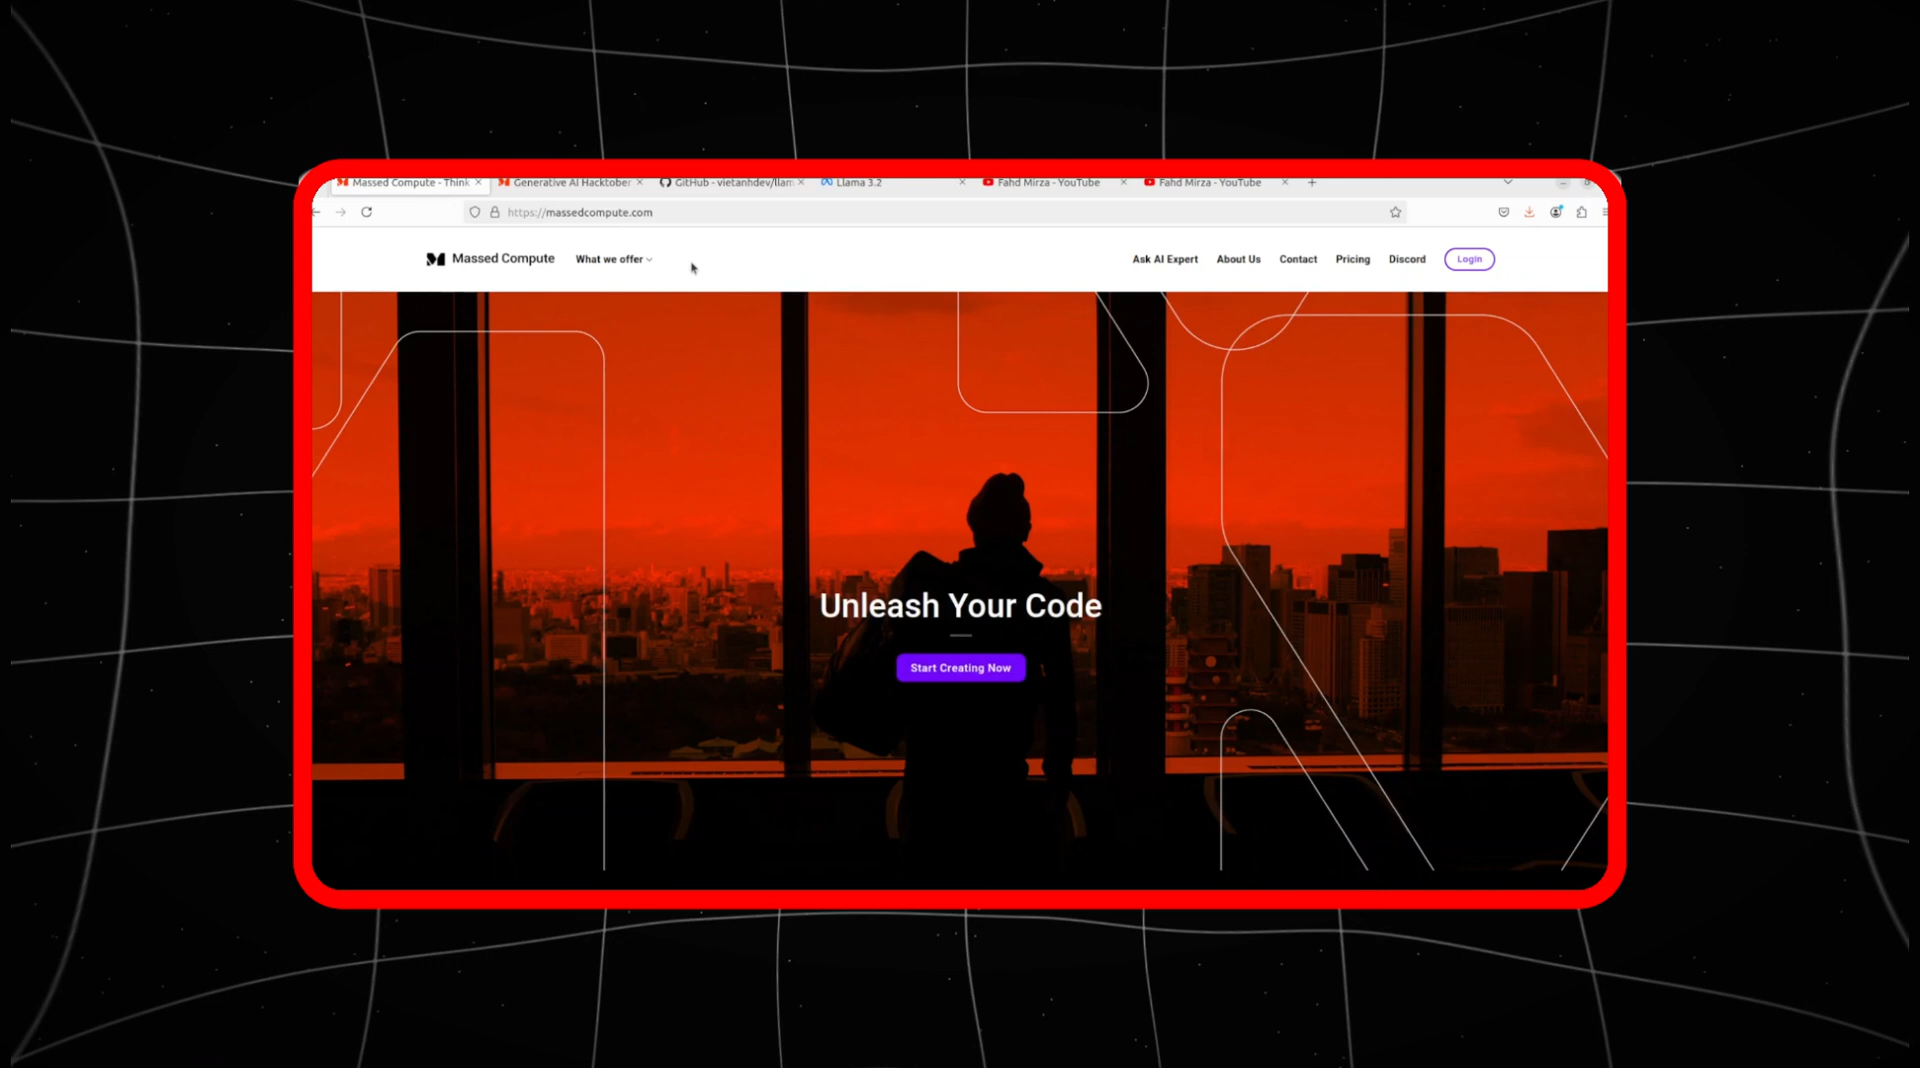 Massed Compute - Think
Generative AI Hacktober
GitHub - vietanhdev/llam
Llama 3.2
Fahd Mirza - YouTube
Fahd Mirza - YouTube
https://massedcompute.com
Massed Compute
What we offer
Ask AI Expert
About Us
Contact
Pricing
Discord
Login
Unleash Your Code
Start Creating Now